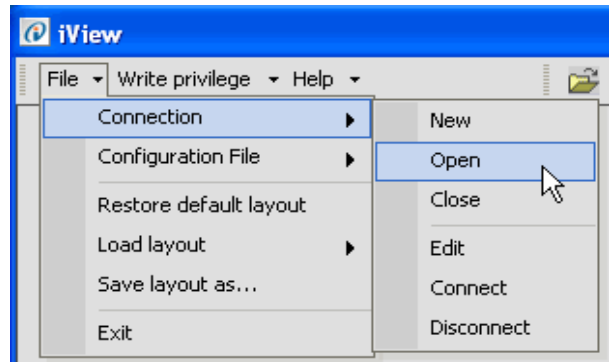 iView
File Write privilege Help
Connection
Configuration File
Restore default layout
Load layout
Save layout as...
Exit
New
Open
Close
Edit
Connect
Disconnect